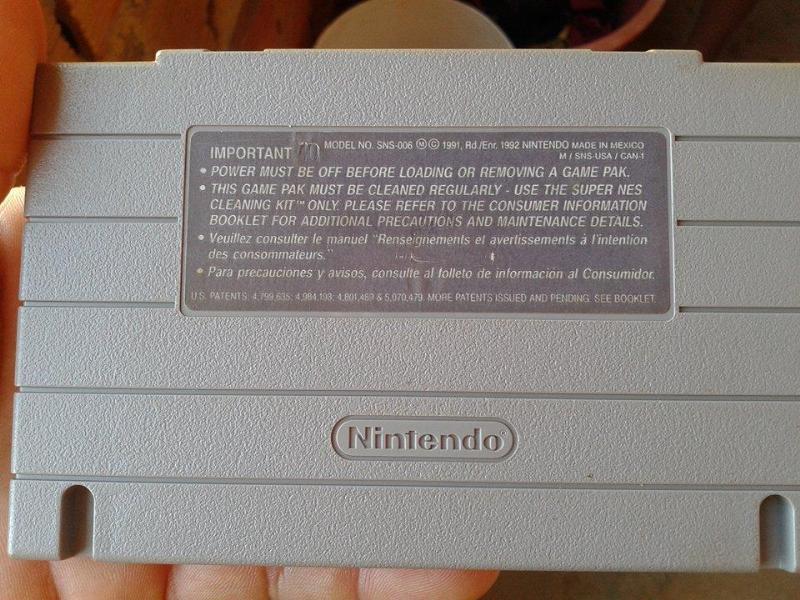 IMPORTANT MODEL NO. SNS-006 Ⓜ Ⓒ 1991, Rd./Enr. 1992 NINTENDO MADE IN MEXICO
M / SNS-USA / CAN-1
• POWER MUST BE OFF BEFORE LOADING OR REMOVING A GAME PAK.
• THIS GAME PAK MUST BE CLEANED REGULARLY - USE THE SUPER NES
CLEANING KIT™ ONLY. PLEASE REFER TO THE CONSUMER INFORMATION
BOOKLET FOR ADDITIONAL PRECAUTIONS AND MAINTENANCE DETAILS.
• Veuillez consulter le manuel "Renseignements et avertissements à l'intention
des consommateurs."
• Para precauciones y avisos, consulte al folleto de información al Consumidor.
U.S. PATENTS: 4,799,635; 4,984,193; 4,801,469 & 5,070,479. MORE PATENTS ISSUED AND PENDING. SEE BOOKLET.
Nintendo®